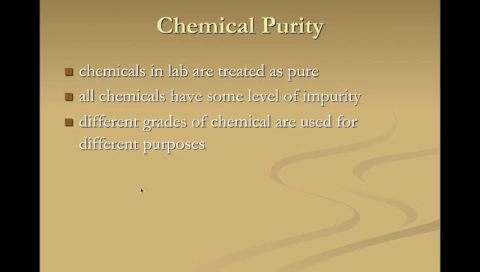 Chemical Purity
chemicals in lab are treated as pure
all chemicals have some level of impurity
different grades of chemical are used for
different purposes